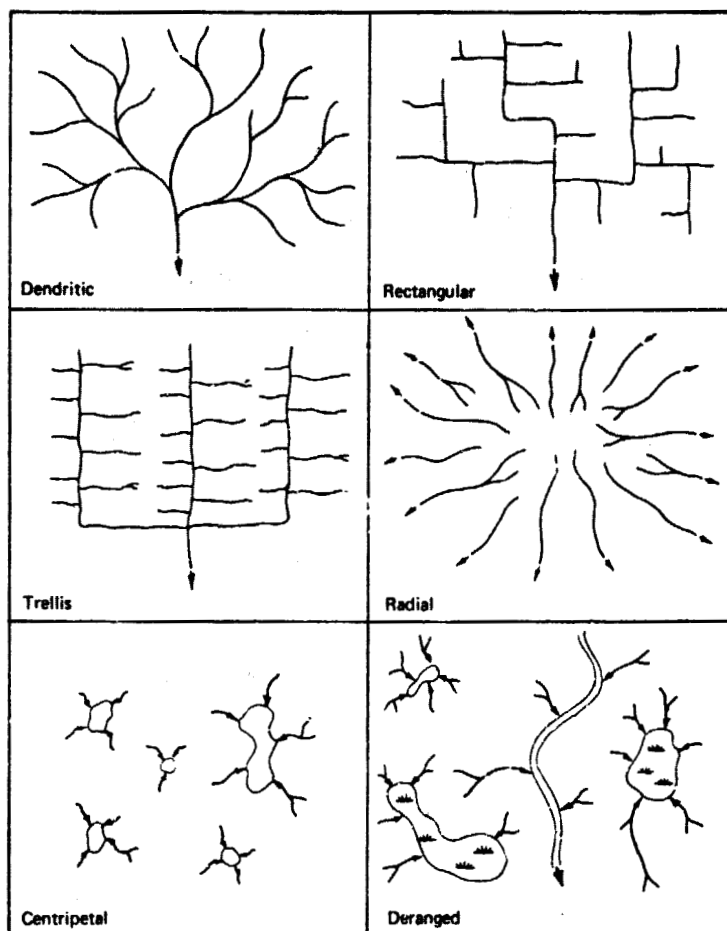 Dendritic
Rectangular
Trellis
Radial
Centripetal
Deranged